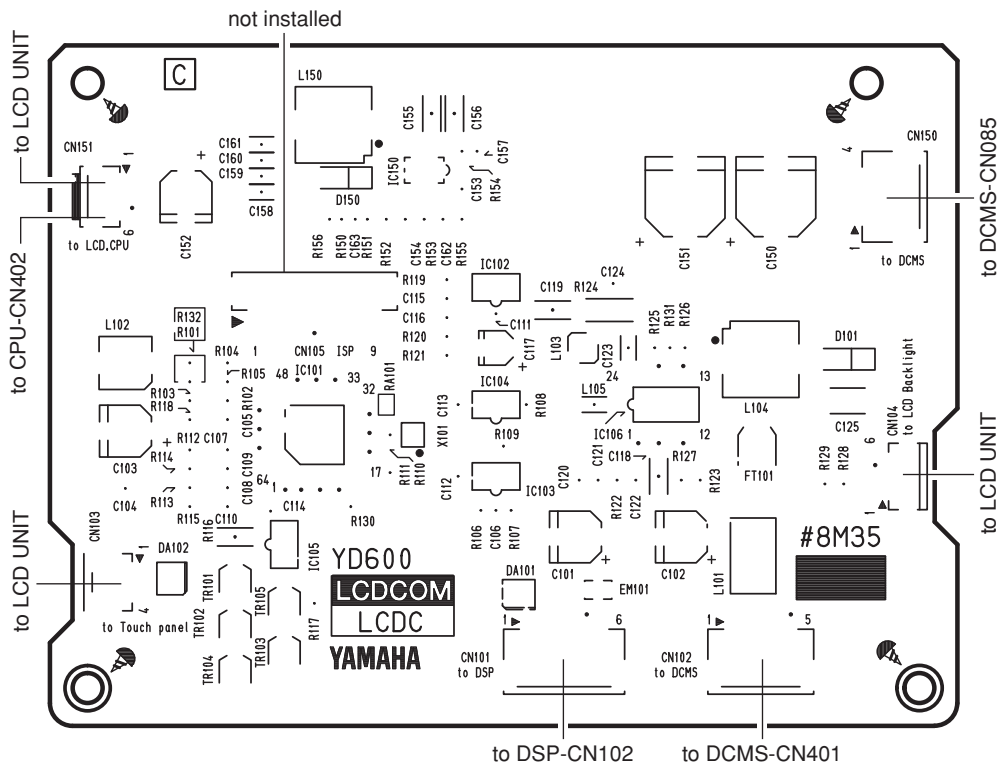 not installed
to LCD UNIT
C
L150
C155
C156
CN150
CN151
1
C161
C160
C159
C158
+
IC150
C157
C153
R154
4
D150
6
to LCD.CPU
C152
R156
R150
C163
R151
R152
C154
R153
C162
R155
+
C151
+
C150
1
to DCMS
to DCMS-CN085
to CPU-CN402
R119
C115
C116
R120
R121
IC102
C111
C117
+
C119
R124
C124
L103
C123
R125
R131
R126
L102
R132
R101
R104
1
CN105
ISP
9
R105
IC101
48
33
32
RA101
D101
R103
R118
R102
C105
C113
IC104
R108
L105
24
13
L104
C125
CN104
to LCD Backlight
6
C103
+
R112
C107
X101
R109
IC106
1
12
R114
C109
R111
R110
C121
C118
R127
FT101
R129
R128
C104
R113
C108
64
17
C112
IC103
C120
R122
C122
R123
1
to LCD UNIT
R115
R116
C110
1
C114
R130
R106
C106
R107
CN103
IC105
C101
+
C102
+
L101
#8M35
to LCD UNIT
1
DA102
4
YD600
LCDCOM
LCDC
YAMAHA
DA101
EM101
TR101
TR105
to Touch panel
TR102
R117
TR103
TR104
1
6
1
5
CN101
to DSP
CN102
to DCMS
to DSP-CN102
to DCMS-CN401